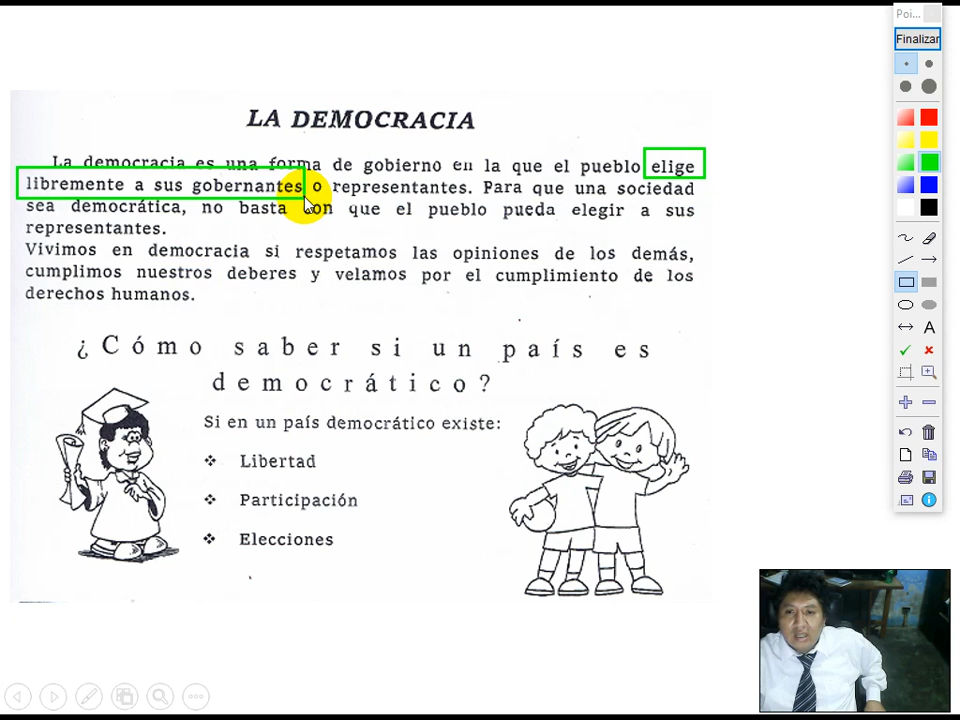 Poi...
Finalizar
LA DEMOCRACIA
La democracia es una forma de gobierno en la que el pueblo elige
libremente a sus gobernantes o representantes. Para que una sociedad
sea democrática, no basta con que el pueblo pueda elegir a sus
representantes.
Vivimos en democracia si respetamos las opiniones de los demás,
cumplimos nuestros deberes y velamos por el cumplimiento de los
derechos humanos.
¿Cómo saber si un país es
democrático?
Si en un país democrático existe:
❖ Libertad
❖ Participación
❖ Elecciones
A